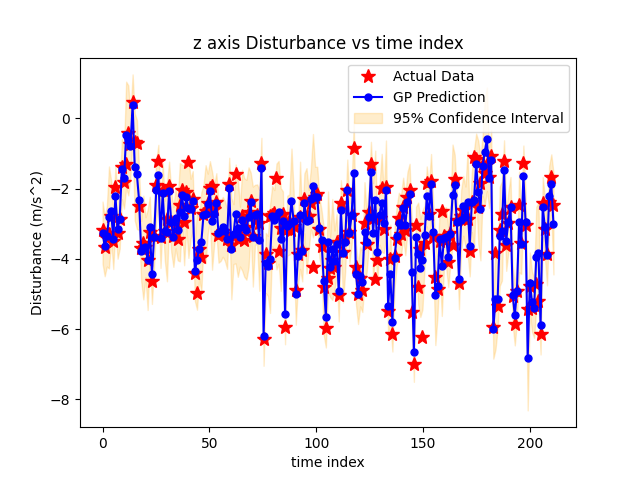 z axis Disturbance vs time index
Actual Data
GP Prediction
95% Confidence Interval
Disturbance (m/s^2)
0
−2
−4
−6
−8
0 50 100 150 200
time index